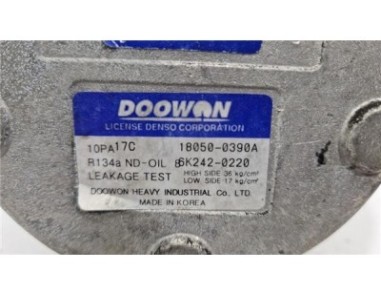 DOOWON
LICENSE DENSO CORPORATION
10PA17C 18050-0390A
R134a ND-OIL 8 6K242-0220
LEAKAGE TEST HIGH SIDE 36 kg/cm²
LOW SIDE 17 kg/cm²
DOOWON HEAVY INDUSTRIAL Co. LTD.
MADE IN KOREA